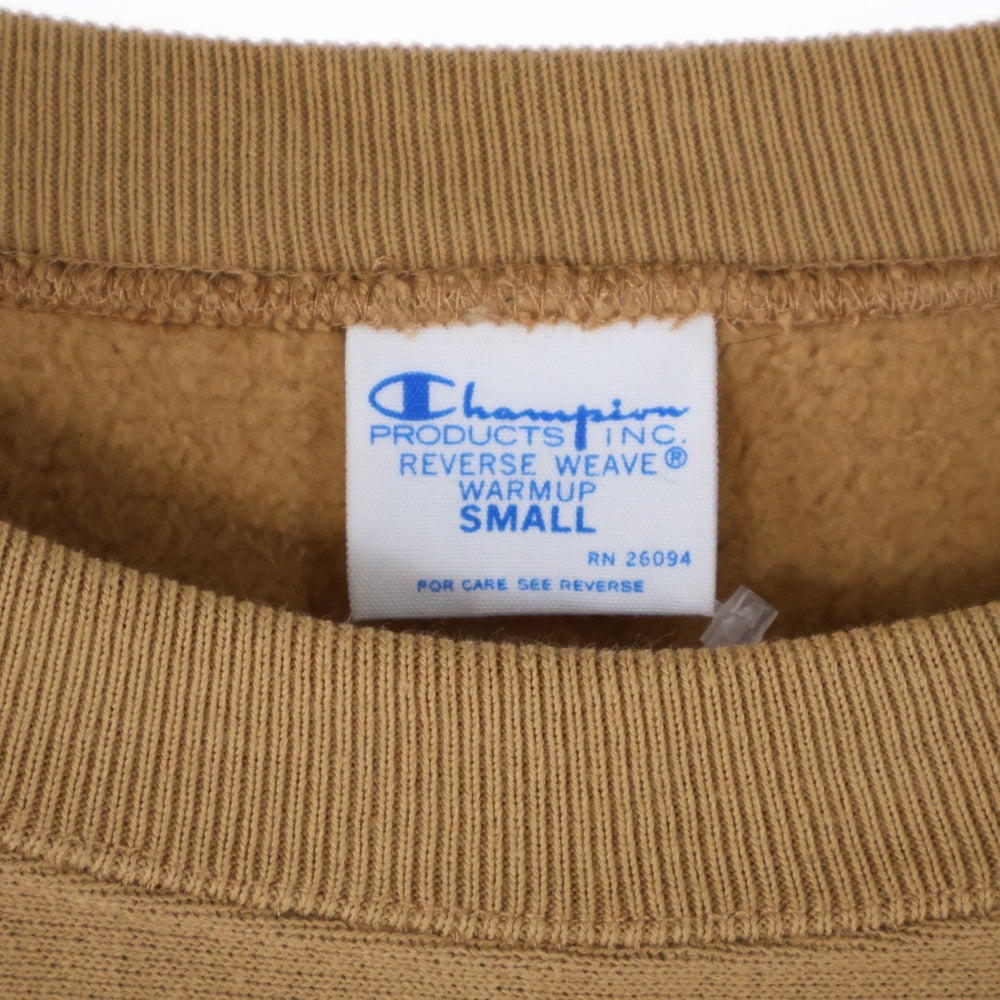 Champion
PRODUCTS INC.
REVERSE WEAVE®
WARMUP
SMALL
RN 26094
FOR CARE SEE REVERSE